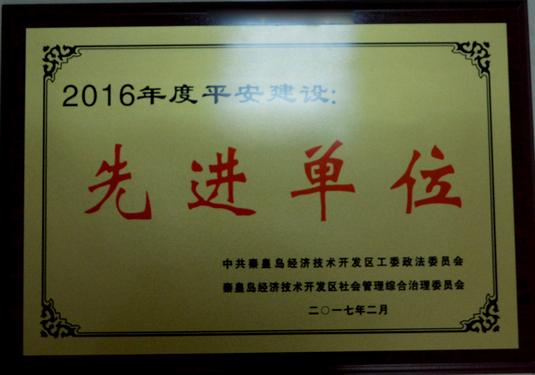 2016年度平安建设:
先进单位
中共秦皇岛经济技术开发区工委政法委员会
秦皇岛经济技术开发区社会管理综合治理委员会
二〇一七年二月